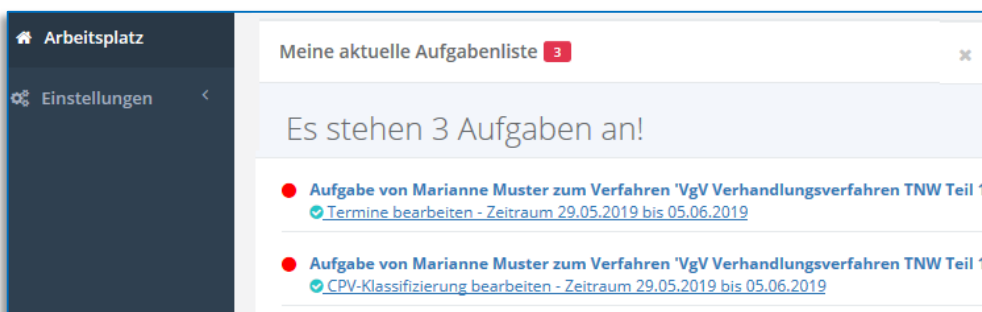 Arbeitsplatz
Einstellungen
Meine aktuelle Aufgabenliste 3
Es stehen 3 Aufgaben an!
Aufgabe von Marianne Muster zum Verfahren 'VgV Verhandlungsverfahren TNW Teil 1
Termine bearbeiten - Zeitraum 29.05.2019 bis 05.06.2019
Aufgabe von Marianne Muster zum Verfahren 'VgV Verhandlungsverfahren TNW Teil 1
CPV-Klassifizierung bearbeiten - Zeitraum 29.05.2019 bis 05.06.2019